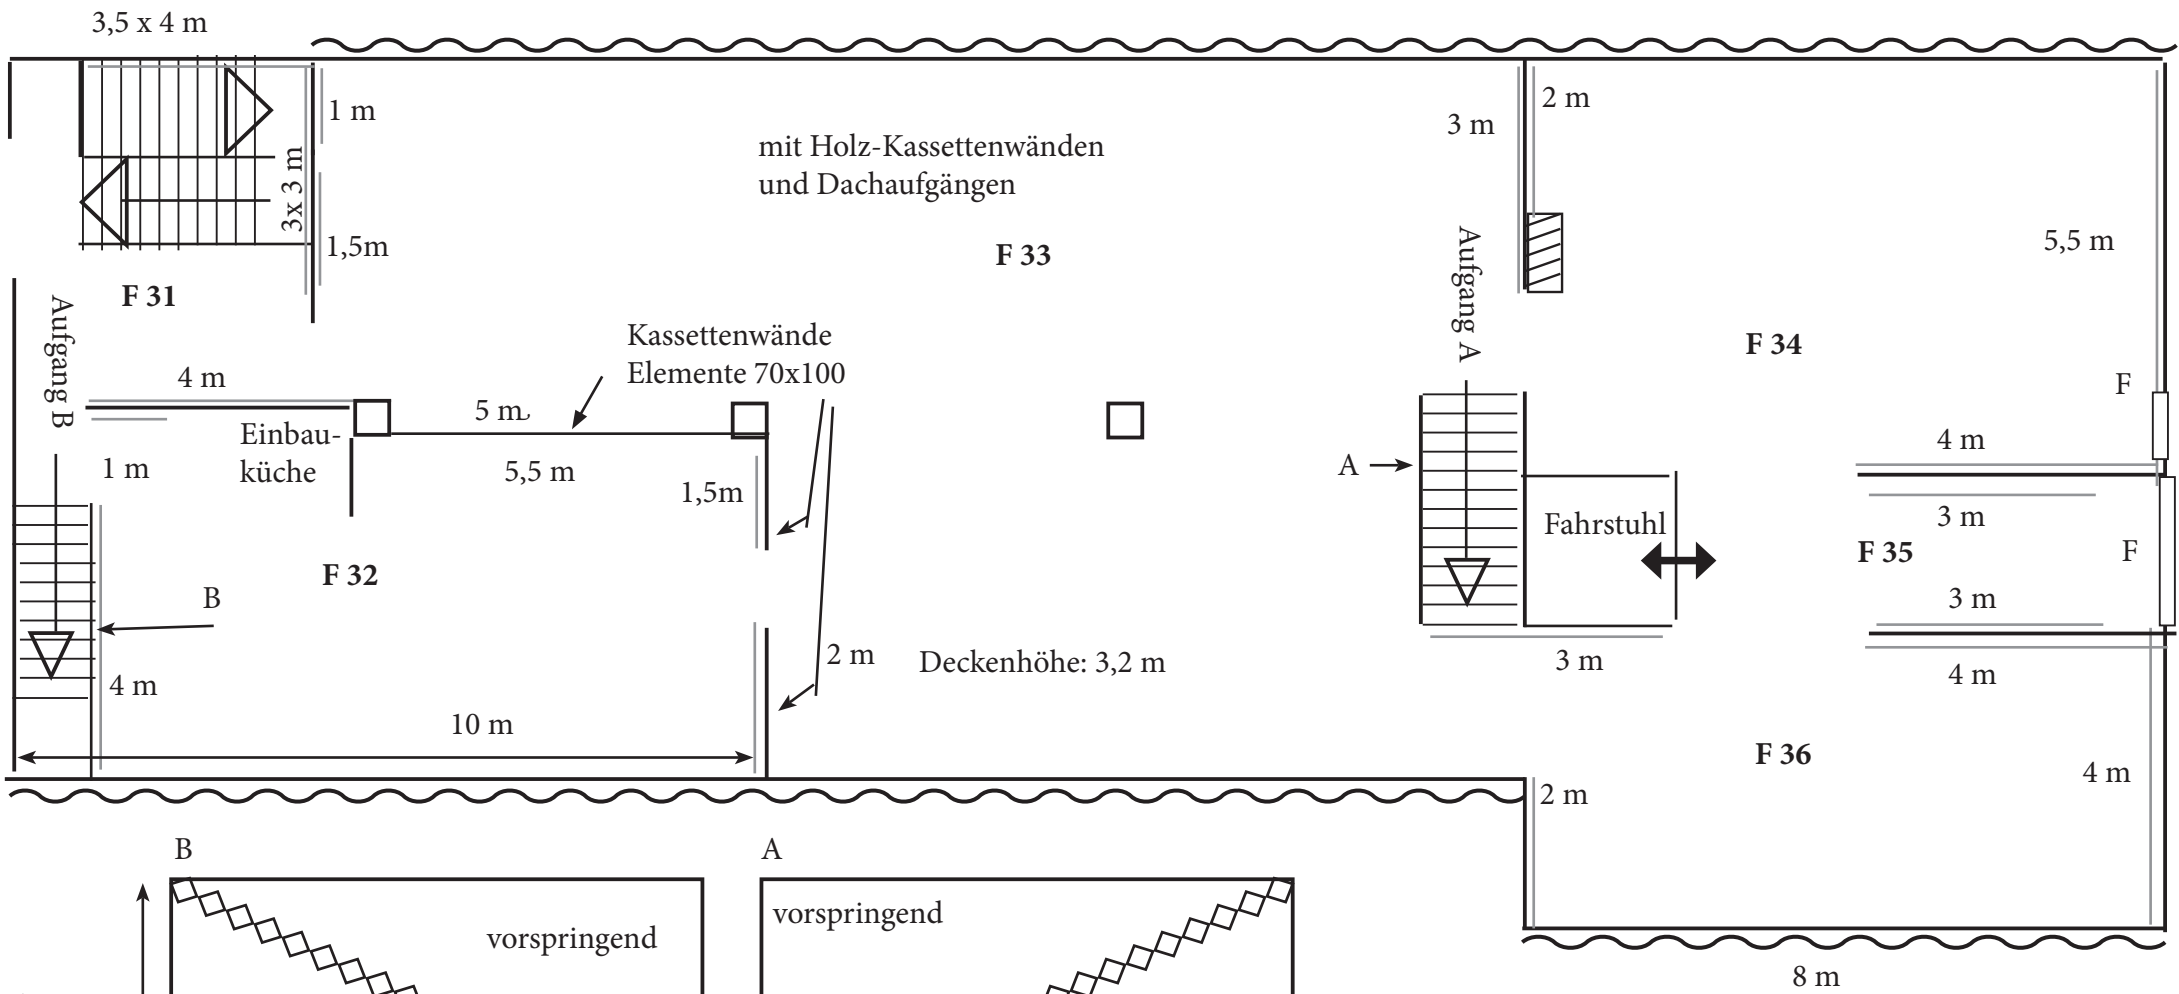 3,5 x 4 m
1 m
3x 3 m
1,5m
F 31
Aufgang B
mit Holz-Kassettenwänden
und Dachaufgängen
F 33
3 m
2 m
Aufgang A
5,5 m
F 34
F
Kassettenwände
Elemente 70x100
4 m
5 m
Einbau-
küche
1 m
5,5 m
1,5m
A
4 m
3 m
Fahrstuhl
F 35
F
F 32
B
3 m
4 m
2 m
Deckenhöhe: 3,2 m
3 m
4 m
10 m
F 36
4 m
2 m
B
A
vorspringend
vorspringend
8 m